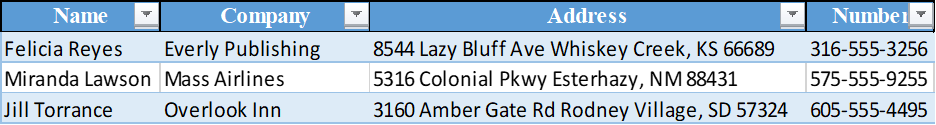 Name Company Address Number
Felicia Reyes Everly Publishing 8544 Lazy Bluff Ave Whiskey Creek, KS 66689 316-555-3256
Miranda Lawson Mass Airlines 5316 Colonial Pkwy Esterhazy, NM 88431 575-555-9255
Jill Torrance Overlook Inn 3160 Amber Gate Rd Rodney Village, SD 57324 605-555-4495